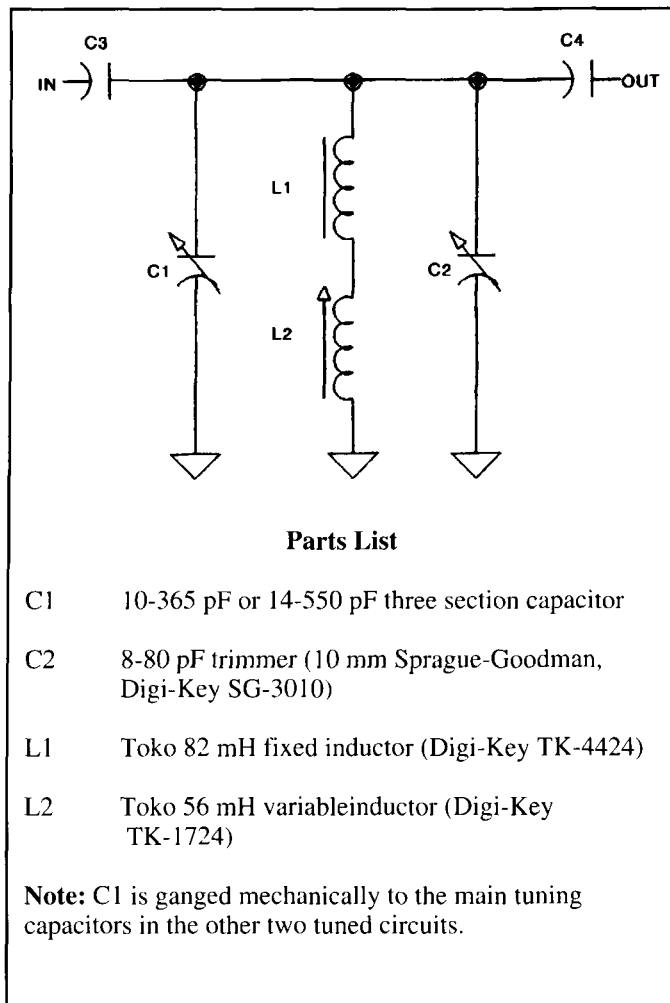 C3
C4
IN
OUT
L1
C1
C2
L2
Parts List
C1 10-365 pF or 14-550 pF three section capacitor
C2 8-80 pF trimmer (10 mm Sprague-Goodman,
Digi-Key SG-3010)
L1 Toko 82 mH fixed inductor (Digi-Key TK-4424)
L2 Toko 56 mH variableinductor (Digi-Key
TK-1724)
Note: C1 is ganged mechanically to the main tuning
capacitors in the other two tuned circuits.